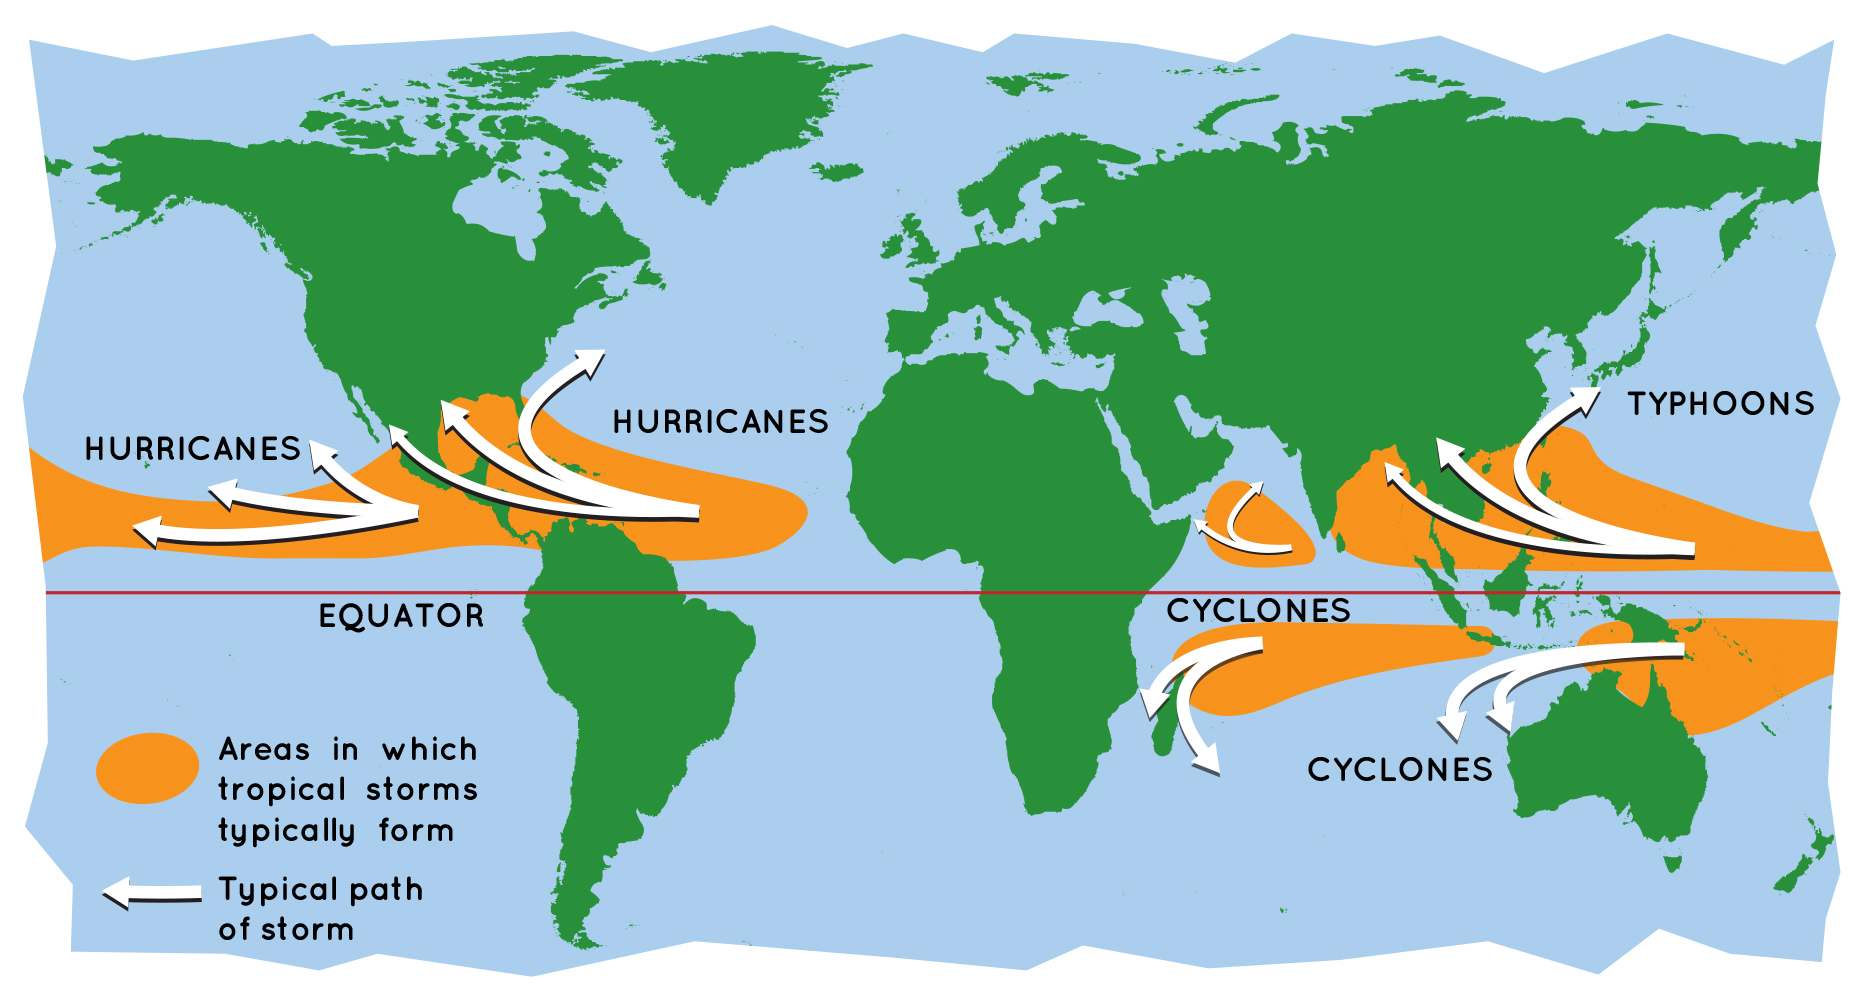 TYPHOONS
HURRICANES
HURRICANES
EQUATOR
CYCLONES
CYCLONES
Areas in which
tropical storms
typically form
Typical path
of storm